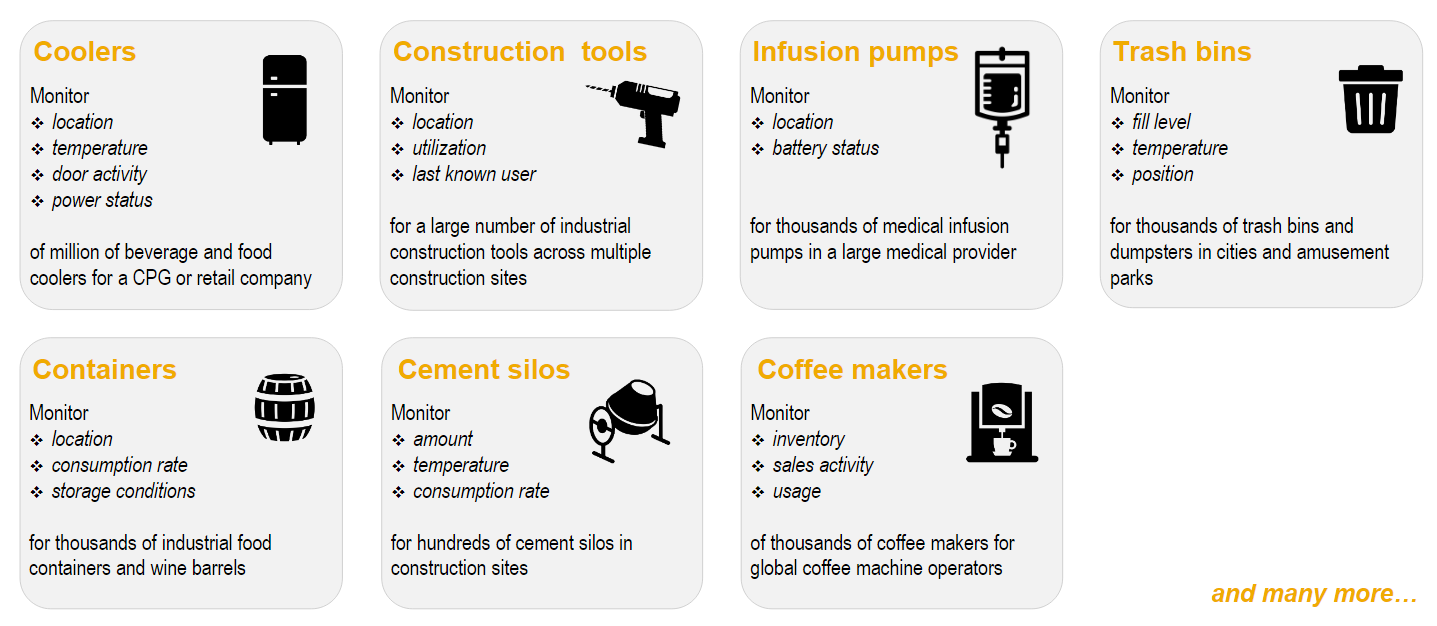 Coolers
Monitor
❖ location
❖ temperature
❖ door activity
❖ power status
of million of beverage and food
coolers for a CPG or retail company
Construction  tools
Monitor
❖ location
❖ utilization
❖ last known user
for a large number of industrial
construction tools across multiple
construction sites
Infusion pumps
Monitor
❖ location
❖ battery status
for thousands of medical infusion
pumps in a large medical provider
Trash bins
Monitor
❖ fill level
❖ temperature
❖ position
for thousands of trash bins and
dumpsters in cities and amusement
parks
Containers
Monitor
❖ location
❖ consumption rate
❖ storage conditions
for thousands of industrial food
containers and wine barrels
Cement silos
Monitor
❖ amount
❖ temperature
❖ consumption rate
for hundreds of cement silos in
construction sites
Coffee makers
Monitor
❖ inventory
❖ sales activity
❖ usage
of thousands of coffee makers for
global coffee machine operators
and many more…